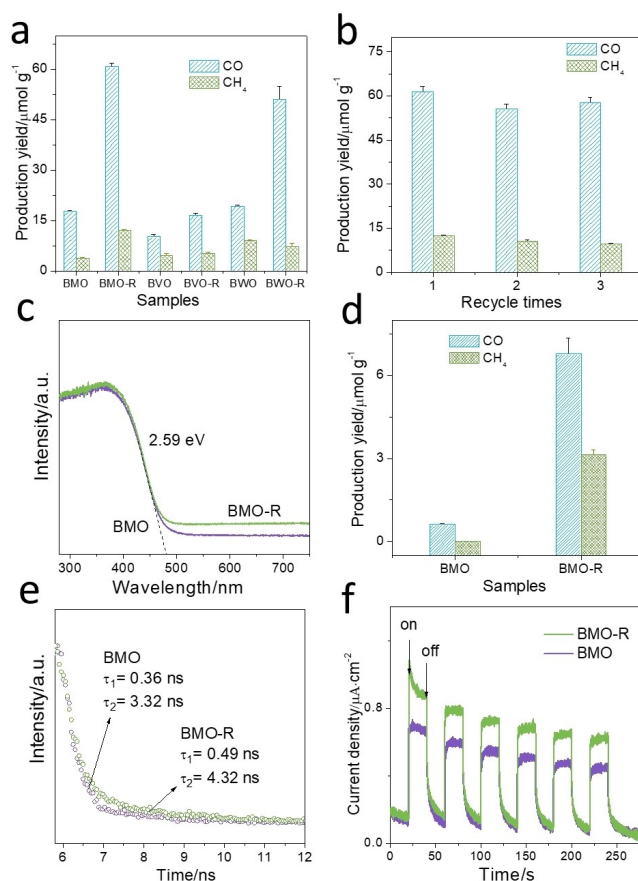 a
Production yield/μmol g⁻¹
60
45
30
15
0
CO
CH₄
BMO BMO-R BVO BVO-R BWO BWO-R
Samples
b
Production yield/μmol g⁻¹
75
60
45
30
15
0
CO
CH₄
1 2 3
Recycle times
c
Intensity/a.u.
2.59 eV
BMO-R
BMO
300 400 500 600 700
Wavelength/nm
d
Production yield/μmol g⁻¹
6
3
0
CO
CH₄
BMO BMO-R
Samples
e
Intensity/a.u.
BMO
τ₁= 0.36 ns
τ₂= 3.32 ns
BMO-R
τ₁= 0.49 ns
τ₂= 4.32 ns
6 7 8 9 10 11 12
Time/ns
f
Current density/μA·cm⁻²
0.8
0.0
on
off
BMO-R
BMO
0 50 100 150 200 250
Time/s